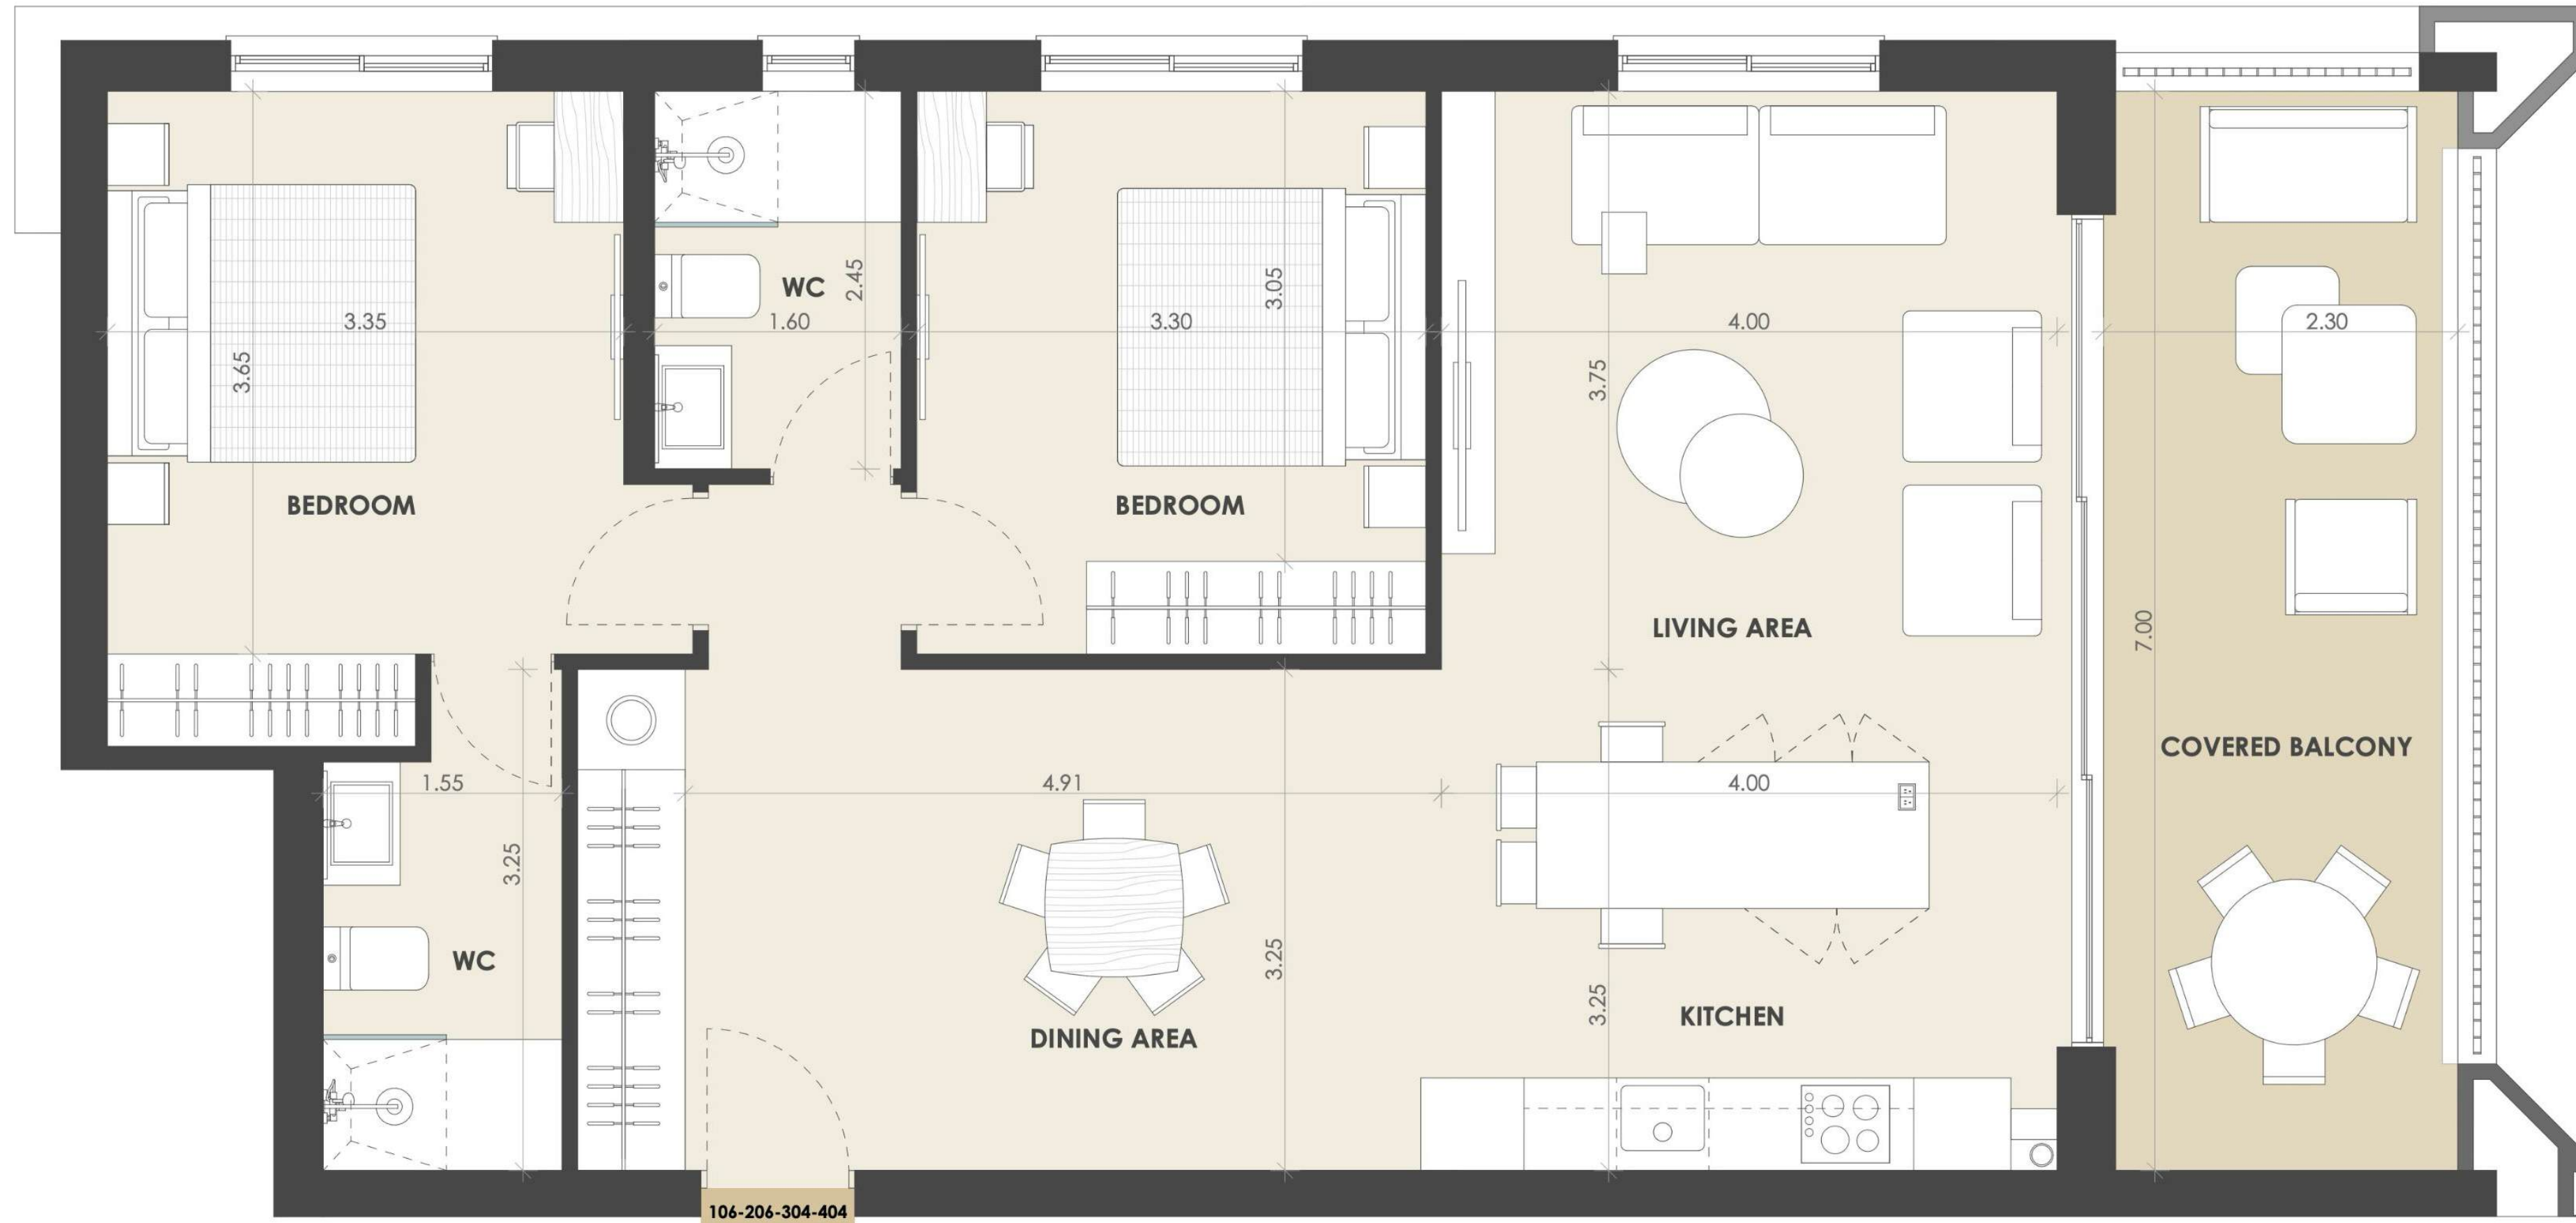 WC
2.45
3.35
1.60
3.30
3.05
4.00
2.30
3.65
3.75
BEDROOM
BEDROOM
LIVING AREA
7.00
COVERED BALCONY
1.55
4.91
4.00
3.25
WC
3.25
3.25
KITCHEN
DINING AREA
106-206-304-404